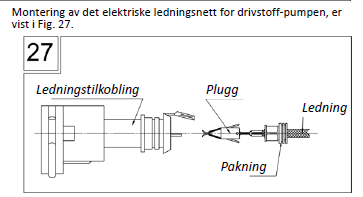 Montering av det elektriske ledningsnett for drivstoff-pumpen, er
vist i Fig. 27.
27
Ledningstilkobling
Plugg
Ledning
Pakning